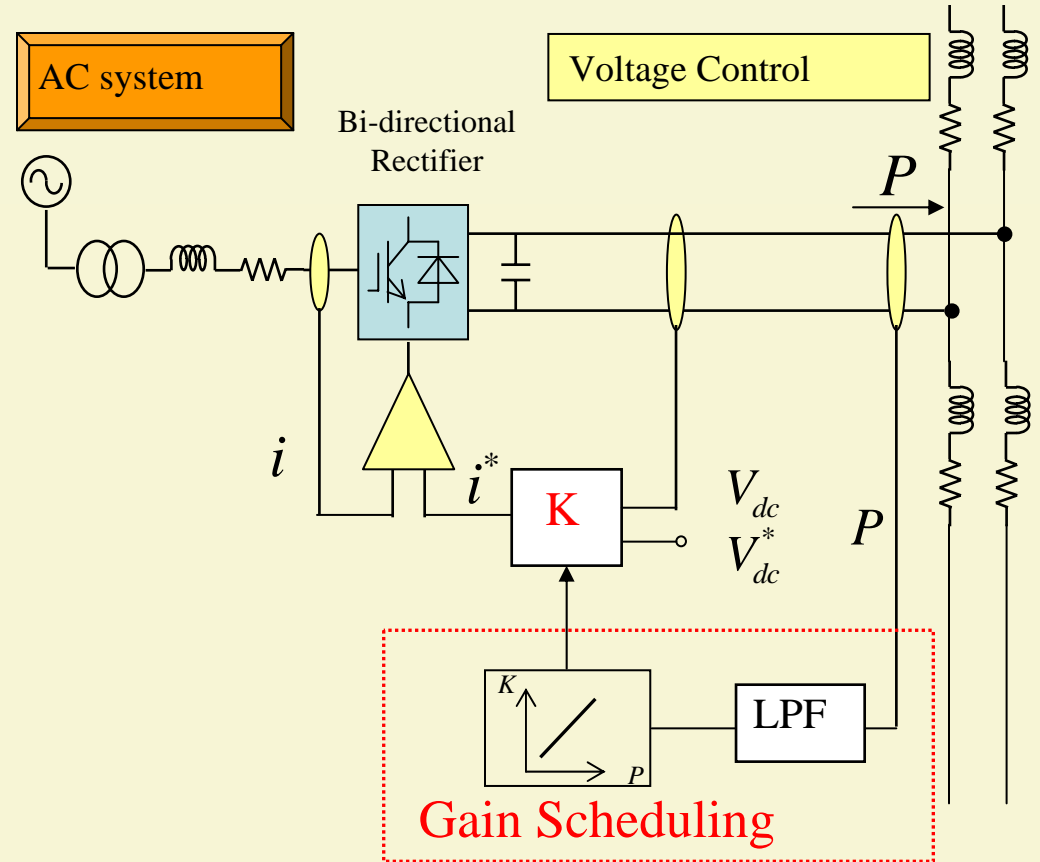 AC system
Voltage Control
Bi-directional
Rectifier
P
i
i*
K
V_dc
V*_dc
P
K
P
LPF
Gain Scheduling